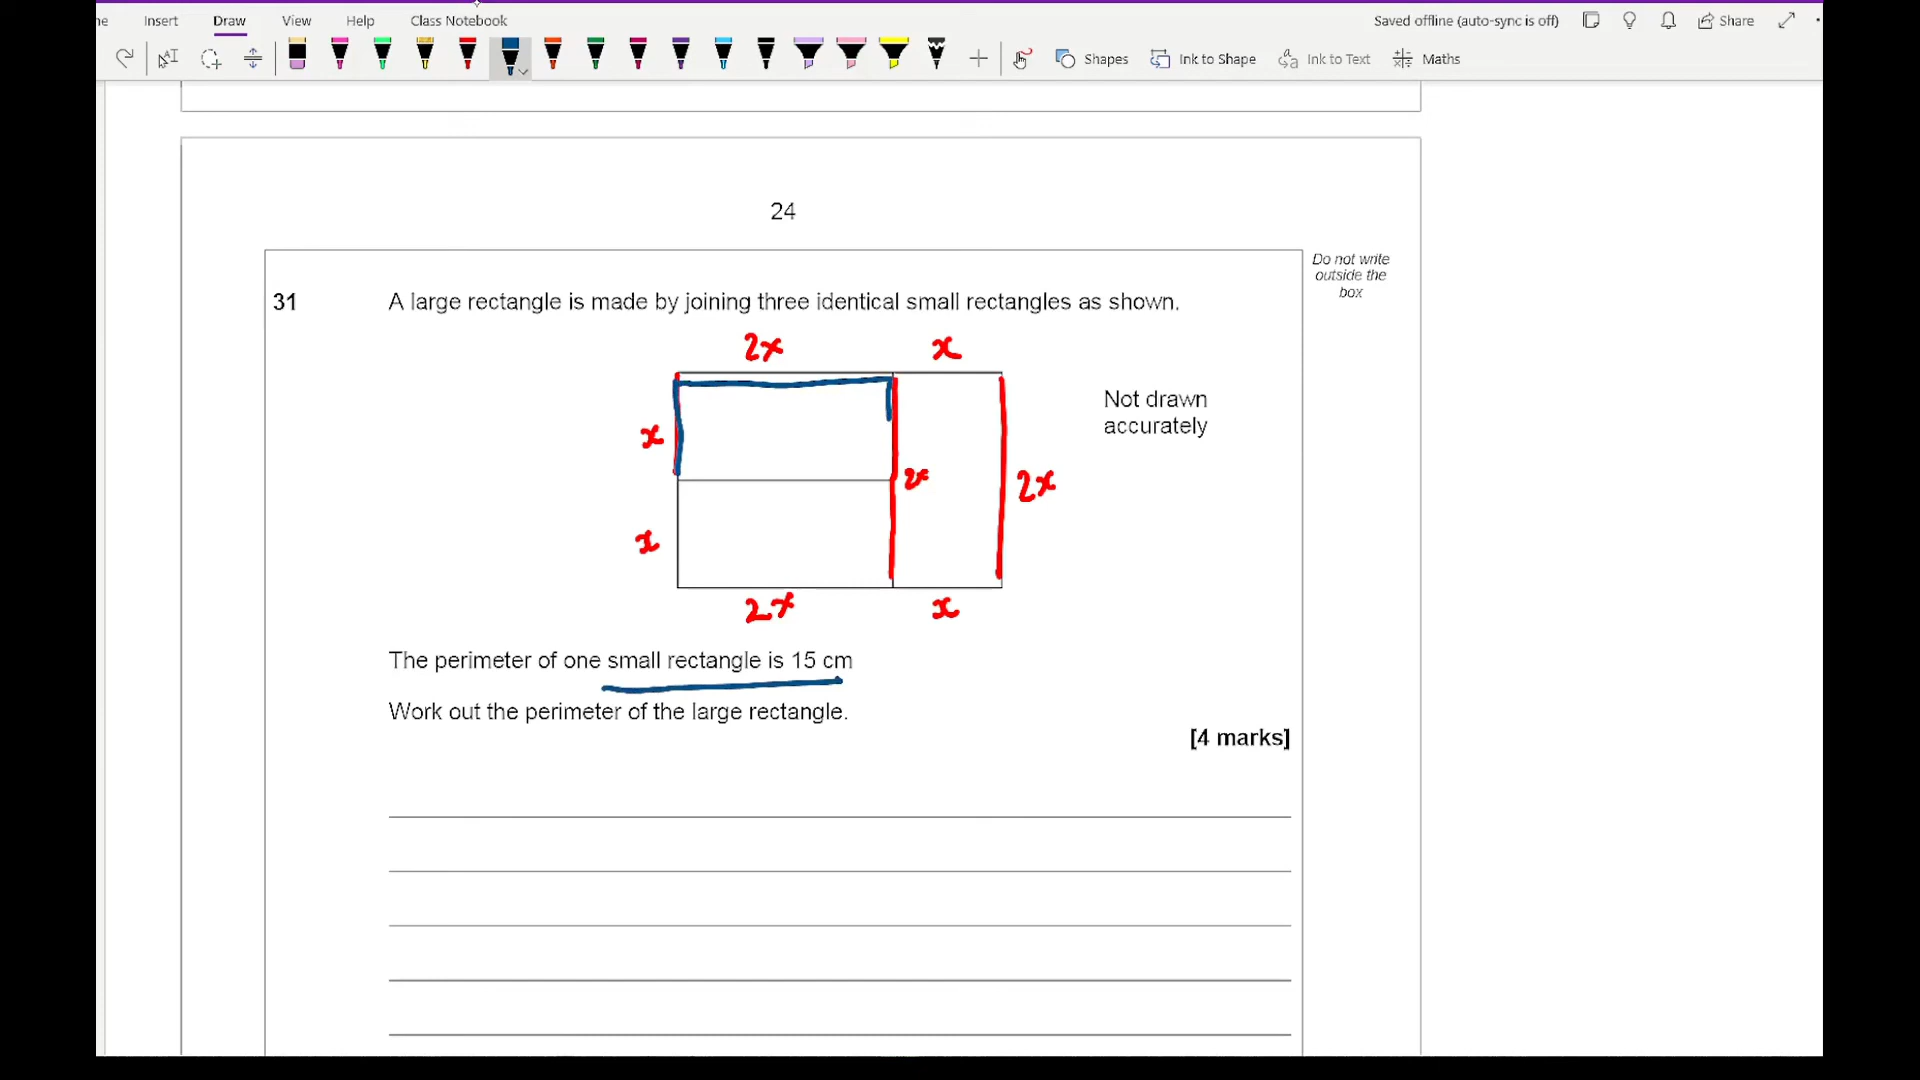 Insert Draw View Help Class Notebook Saved offline (auto-sync is off) Share
Shapes Ink to Shape Ink to Text Maths
24
Do not write
outside the
box
31 A large rectangle is made by joining three identical small rectangles as shown.
2x x
Not drawn
accurately
x
2x 2x
x
2x x
The perimeter of one small rectangle is 15 cm
Work out the perimeter of the large rectangle.
[4 marks]